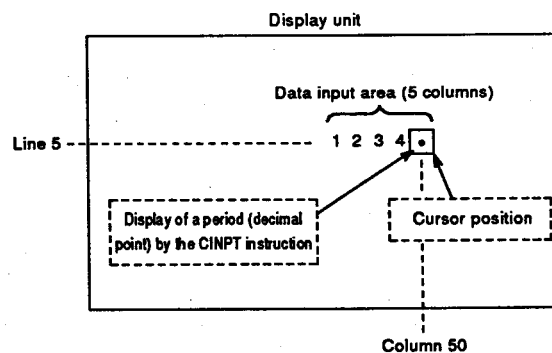 Display unit
Data input area (5 columns)
Line 5
1 2 3 4 .
Display of a period (decimal
point) by the CINPT instruction
Cursor position
Column 50